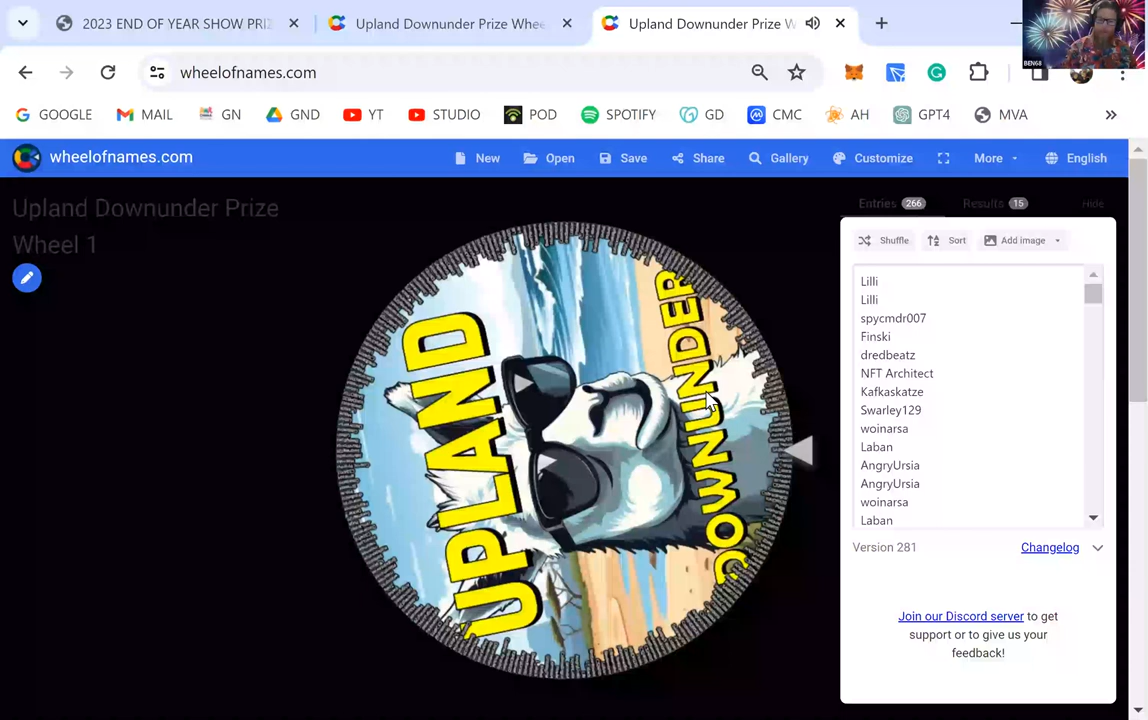 2023 END OF YEAR SHOW PRIZ
Upland Downunder Prize Whee
Upland Downunder Prize W
BEN68
wheelofnames.com
GOOGLE
MAIL
GN
GND
YT
STUDIO
POD
SPOTIFY
GD
CMC
AH
GPT4
MVA
wheelofnames.com
New
Open
Save
Share
Gallery
Customize
More
English
Upland Downunder Prize
Wheel 1
Entries 266
Results 15
Hide
Shuffle
Sort
Add image
Lilli
Lilli
spycmdr007
Finski
dredbeatz
NFT Architect
Kafkaskatze
Swarley129
woinarsa
Laban
AngryUrsia
AngryUrsia
woinarsa
Laban
UPLAND
DOWNUNDER
Version 281
Changelog
Join our Discord server to get
support or to give us your
feedback!